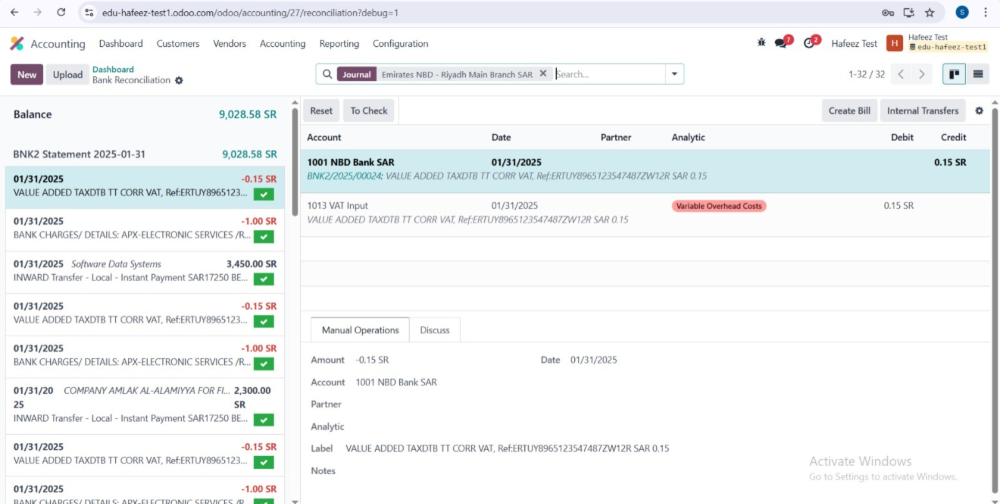 edu-hafeez-test1.odoo.com/odoo/accounting/27/reconciliation?debug=1
S
Accounting Dashboard Customers Vendors Accounting Reporting Configuration
7 2 Hafeez Test H Hafeez Test
edu-hafeez-test1
New Upload Dashboard
Bank Reconciliation
Journal Emirates NBD - Riyadh Main Branch SAR Search...
1-32 / 32
Balance 9,028.58 SR
BNK2 Statement 2025-01-31 9,028.58 SR
01/31/2025 -0.15 SR
VALUE ADDED TAXDTB TT CORR VAT, Ref:ERTUY8965123...
01/31/2025 -1.00 SR
BANK CHARGES/ DETAILS: APX-ELECTRONIC SERVICES /R...
01/31/2025 Software Data Systems 3,450.00 SR
INWARD Transfer - Local - Instant Payment SAR17250 BE...
01/31/2025 -0.15 SR
VALUE ADDED TAXDTB TT CORR VAT, Ref:ERTUY8965123...
01/31/2025 -1.00 SR
BANK CHARGES/ DETAILS: APX-ELECTRONIC SERVICES /R...
01/31/20 COMPANY AMLAK AL-ALAMIYYA FOR FI... 2,300.00
25 SR
INWARD Transfer - Local - Instant Payment SAR17250 BE...
01/31/2025 -0.15 SR
VALUE ADDED TAXDTB TT CORR VAT, Ref:ERTUY8965123...
01/31/2025 -1.00 SR
BANK CHARGES/ DETAILS: APX-ELECTRONIC SERVICES /R...
Reset To Check Create Bill Internal Transfers
Account Date Partner Analytic Debit Credit
1001 NBD Bank SAR 01/31/2025 0.15 SR
BNK2/2025/00024: VALUE ADDED TAXDTB TT CORR VAT, Ref:ERTUY8965123547487ZW12R SAR 0.15
1013 VAT Input 01/31/2025 Variable Overhead Costs 0.15 SR
VALUE ADDED TAXDTB TT CORR VAT, Ref:ERTUY8965123547487ZW12R SAR 0.15
Manual Operations Discuss
Amount -0.15 SR Date 01/31/2025
Account 1001 NBD Bank SAR
Partner
Analytic
Label VALUE ADDED TAXDTB TT CORR VAT, Ref:ERTUY8965123547487ZW12R SAR 0.15
Notes
Activate Windows
Go to Settings to activate Windows.